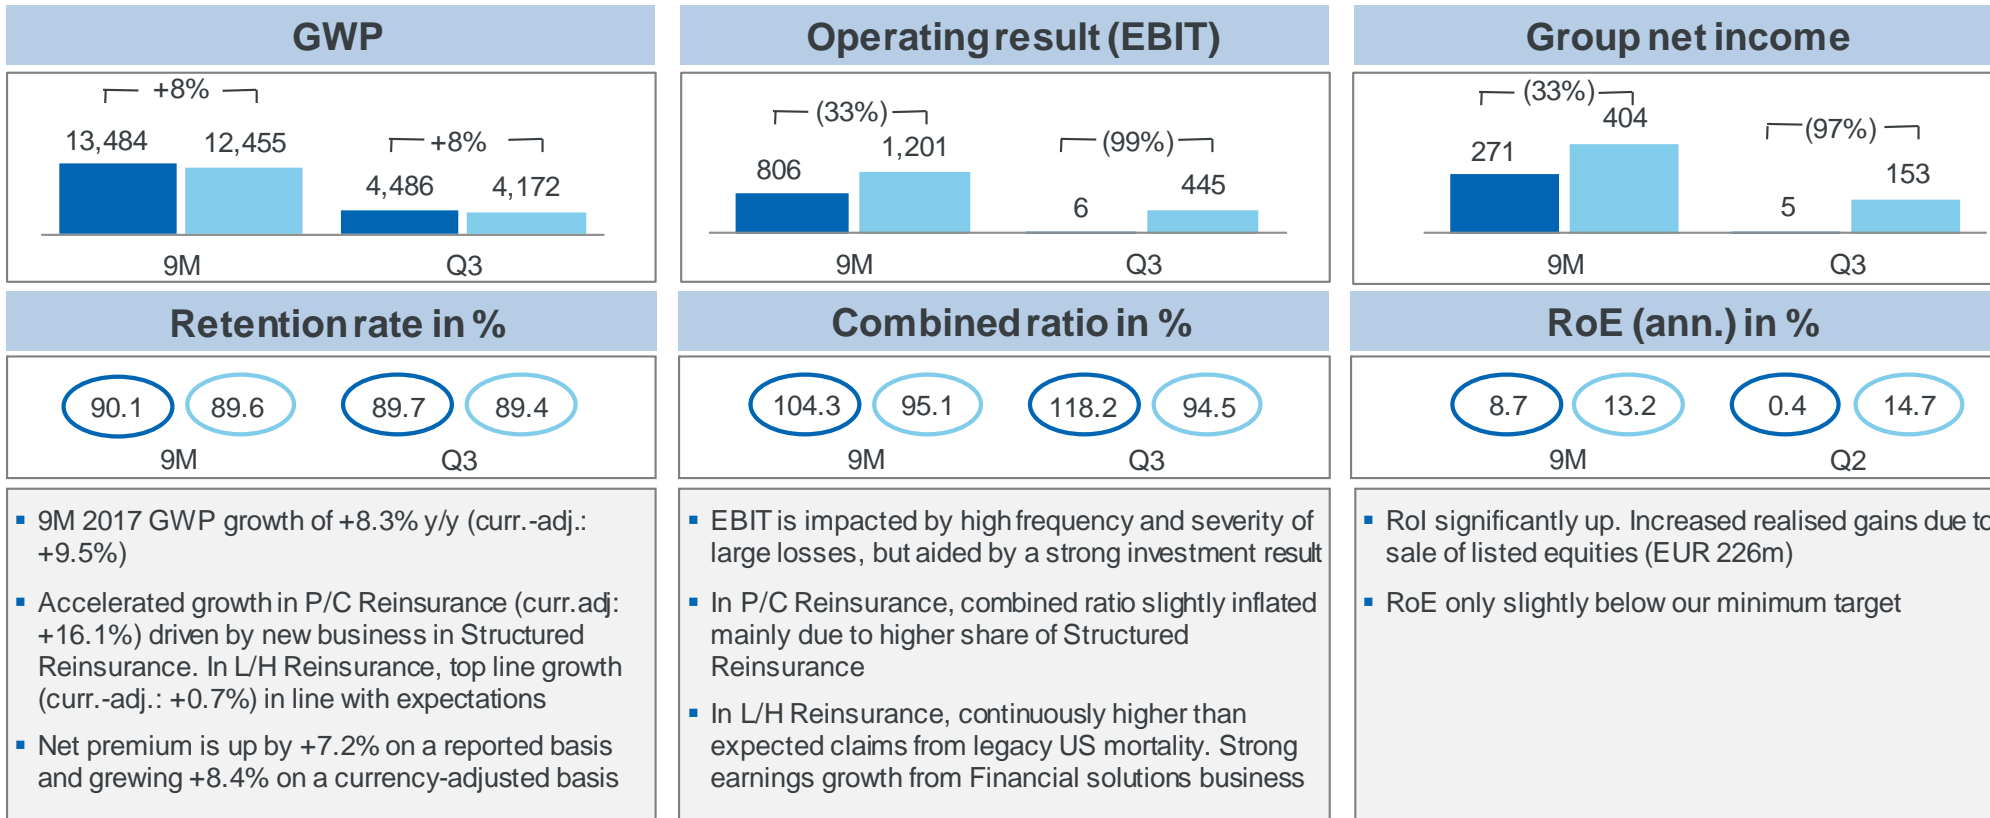 GWP
+8%
13,484
12,455
+8%
4,486
4,172
9M
Q3
Operating result (EBIT)
(33%)
806
1,201
(99%)
6
445
9M
Q3
Group net income
(33%)
271
404
(97%)
5
153
9M
Q3
Retention rate in %
90.1
89.6
89.7
89.4
9M
Q3
Combined ratio in %
104.3
95.1
118.2
94.5
9M
Q3
RoE (ann.) in %
8.7
13.2
0.4
14.7
9M
Q2
▪ 9M 2017 GWP growth of +8.3% y/y (curr.-adj.:
+9.5%)
▪ Accelerated growth in P/C Reinsurance (curr.adj:
+16.1%) driven by new business in Structured
Reinsurance. In L/H Reinsurance, top line growth
(curr.-adj.: +0.7%) in line with expectations
▪ Net premium is up by +7.2% on a reported basis
and grewing +8.4% on a currency-adjusted basis
▪ EBIT is impacted by high frequency and severity of
large losses, but aided by a strong investment result
▪ In P/C Reinsurance, combined ratio slightly inflated
mainly due to higher share of Structured
Reinsurance
▪ In L/H Reinsurance, continuously higher than
expected claims from legacy US mortality. Strong
earnings growth from Financial solutions business
▪ RoI significantly up. Increased realised gains due to
sale of listed equities (EUR 226m)
▪ RoE only slightly below our minimum target